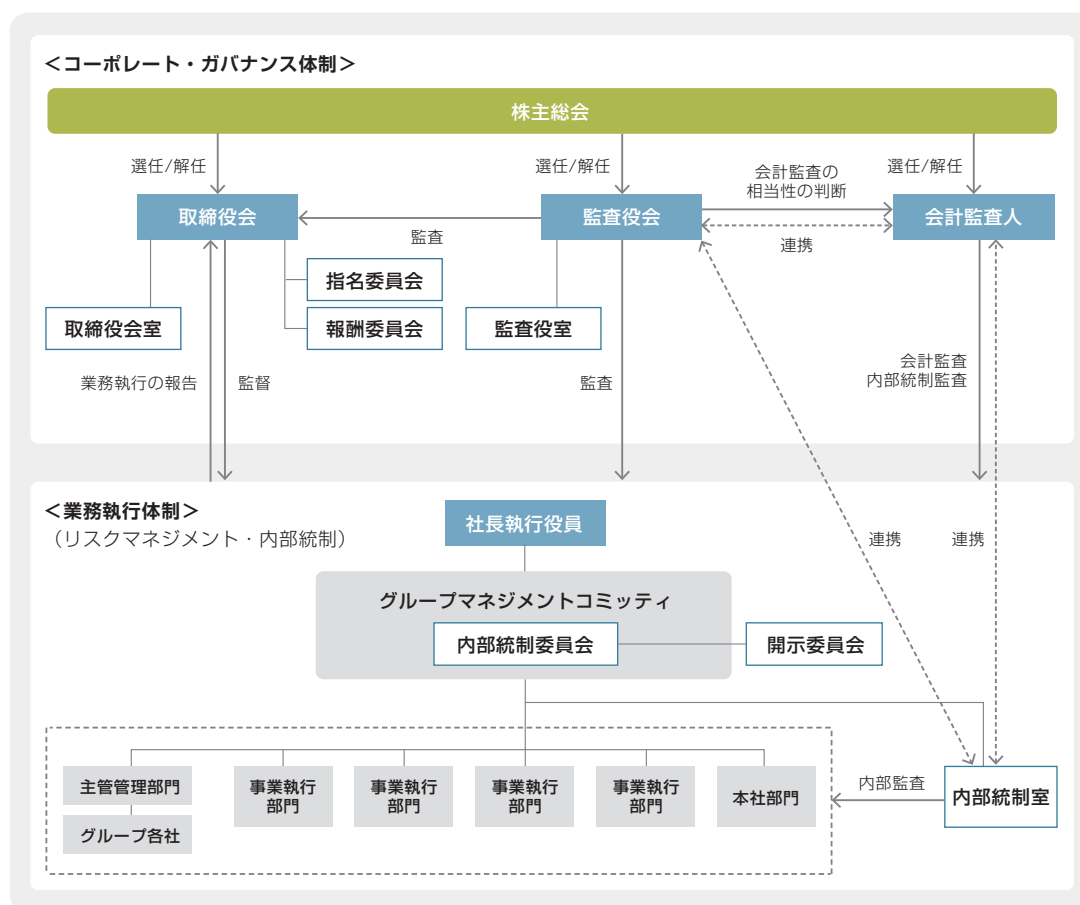 ＜コーポレート・ガバナンス体制＞
株主総会
選任/解任
選任/解任
会計監査の
相当性の判断
選任/解任
取締役会
監査
監査役会
連携
会計監査人
指名委員会
取締役会室
報酬委員会
監査役室
業務執行の報告
監督
監査
会計監査
内部統制監査
＜業務執行体制＞
（リスクマネジメント・内部統制）
社長執行役員
連携
連携
グループマネジメントコミッティ
内部統制委員会
開示委員会
主管管理部門
グループ各社
事業執行
部門
事業執行
部門
事業執行
部門
事業執行
部門
本社部門
内部監査
内部統制室